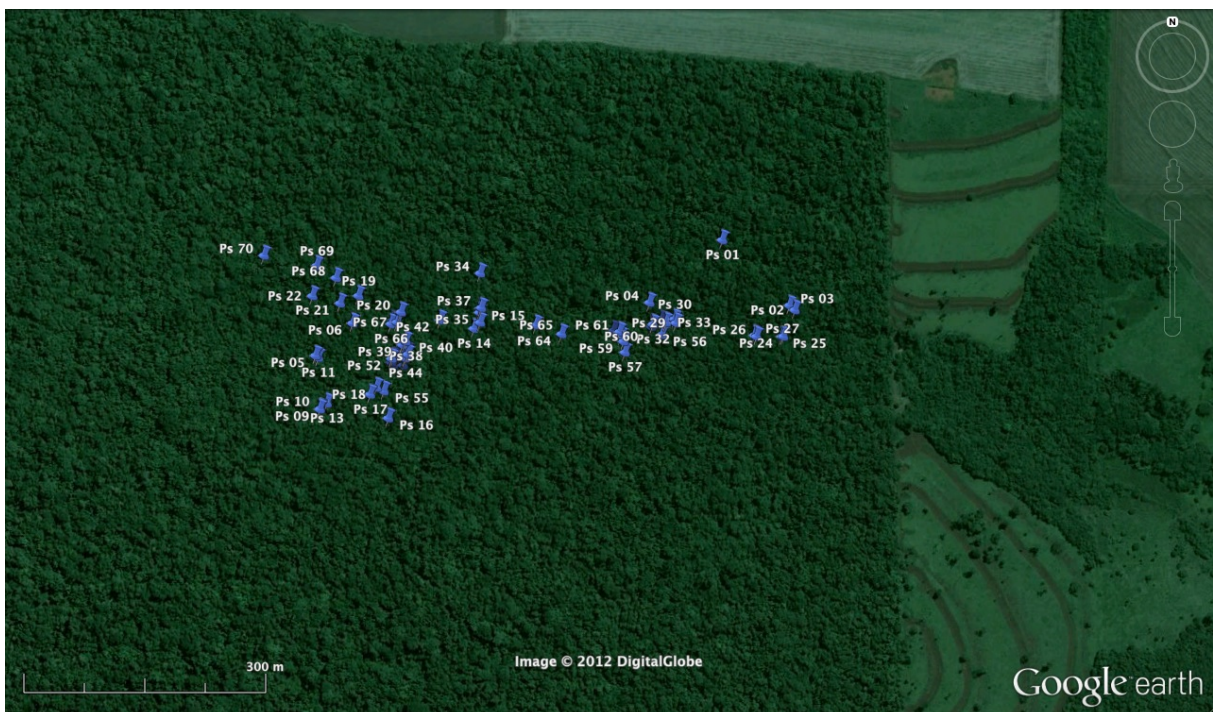 N
Ps 70
Ps 69
Ps 68
Ps 19
Ps 22
Ps 21
Ps 20
Ps 06
Ps 67
Ps 42
Ps 66
Ps 39
Ps 38
Ps 40
Ps 05
Ps 11
Ps 52
Ps 44
Ps 10
Ps 09
Ps 13
Ps 18
Ps 17
Ps 55
Ps 16
Ps 34
Ps 37
Ps 35
Ps 15
Ps 14
Ps 65
Ps 64
Ps 61
Ps 60
Ps 59
Ps 57
Ps 04
Ps 30
Ps 29
Ps 33
Ps 32
Ps 56
Ps 01
Ps 02
Ps 03
Ps 26
Ps 27
Ps 24
Ps 25
300 m
Image © 2012 DigitalGlobe
Google earth